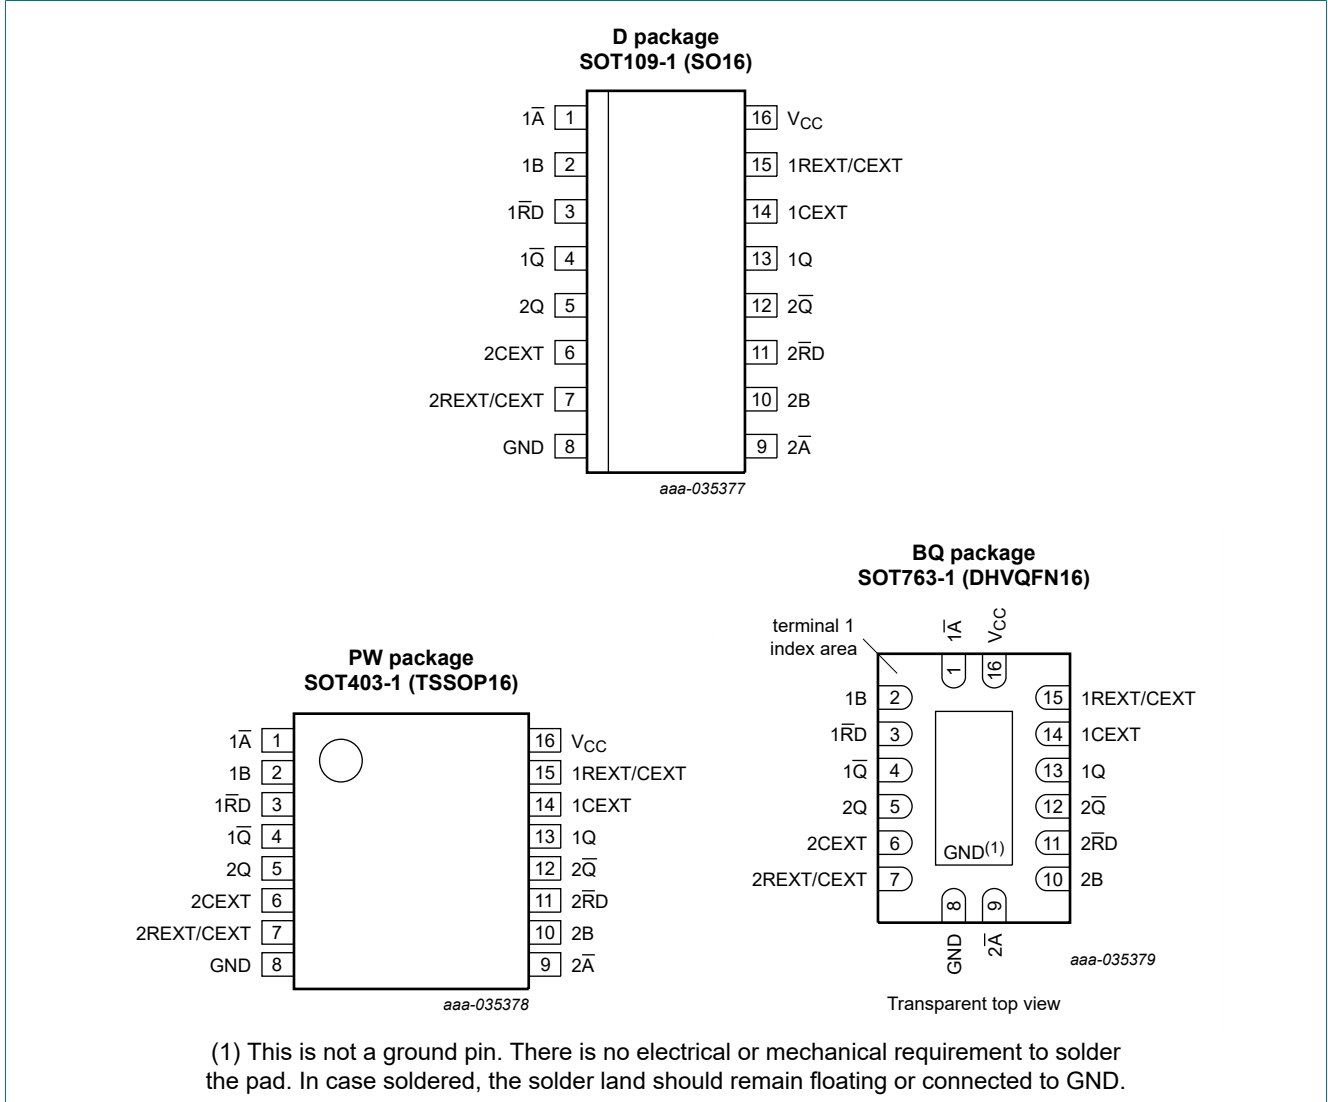 D package
SOT109-1 (SO16)
1A̅ 1 16 VCC
1B 2 15 1REXT/CEXT
1R̅D 3 14 1CEXT
1Q̅ 4 13 1Q
2Q 5 12 2Q̅
2CEXT 6 11 2R̅D
2REXT/CEXT 7 10 2B
GND 8 9 2A̅
aaa-035377
PW package
SOT403-1 (TSSOP16)
1A̅ 1 16 VCC
1B 2 15 1REXT/CEXT
1R̅D 3 14 1CEXT
1Q̅ 4 13 1Q
2Q 5 12 2Q̅
2CEXT 6 11 2R̅D
2REXT/CEXT 7 10 2B
GND 8 9 2A̅
aaa-035378
BQ package
SOT763-1 (DHVQFN16)
terminal 1
index area
1A̅ VCC
1 16
1B 2 15 1REXT/CEXT
1R̅D 3 14 1CEXT
1Q̅ 4 13 1Q
2Q 5 12 2Q̅
2CEXT 6 11 2R̅D
GND(1)
2REXT/CEXT 7 10 2B
8 9
GND 2A̅
aaa-035379
Transparent top view
(1) This is not a ground pin. There is no electrical or mechanical requirement to solder
the pad. In case soldered, the solder land should remain floating or connected to GND.